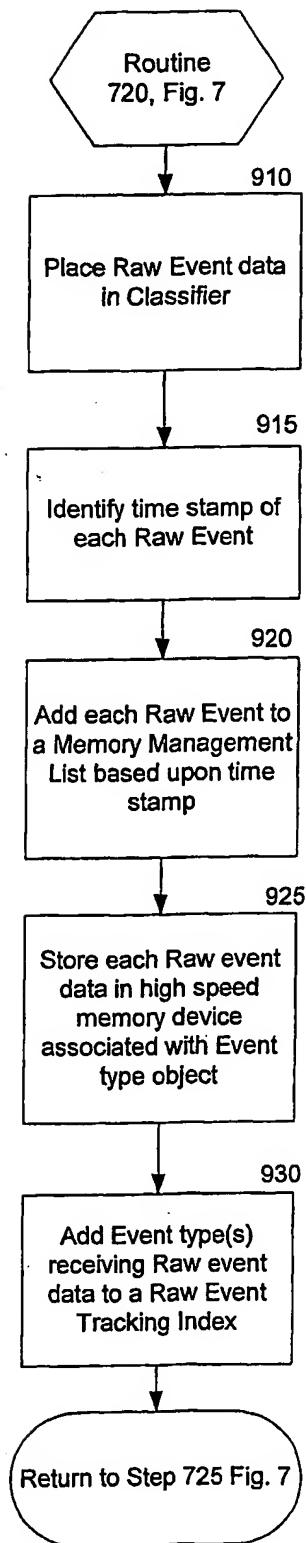 Routine
720, Fig. 7
910
Place Raw Event data
in Classifier
915
Identify time stamp of
each Raw Event
920
Add each Raw Event to
a Memory Management
List based upon time
stamp
925
Store each Raw event
data in high speed
memory device
associated with Event
type object
930
Add Event type(s)
receiving Raw event
data to a Raw Event
Tracking Index
Return to Step 725 Fig. 7